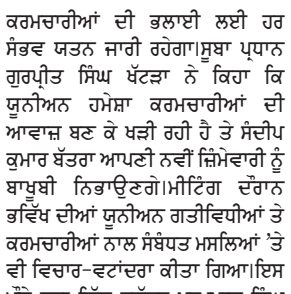 ਕਰਮਚਾਰੀਆਂ ਦੀ ਭਲਾਈ ਲਈ ਹਰ
ਸੰਭਵ ਯਤਨ ਜਾਰੀ ਰਹੇਗਾ।ਸੂਬਾ ਪ੍ਰਧਾਨ
ਗੁਰਪ੍ਰੀਤ ਸਿੰਘ ਖੱਟੜਾ ਨੇ ਕਿਹਾ ਕਿ
ਯੂਨੀਅਨ ਹਮੇਸ਼ਾ ਕਰਮਚਾਰੀਆਂ ਦੀ
ਆਵਾਜ਼ ਬਣ ਕੇ ਖੜੀ ਰਹੀ ਹੈ ਤੇ ਸੰਦੀਪ
ਕੁਮਾਰ ਬੱਤਰਾ ਆਪਣੀ ਨਵੀਂ ਜ਼ਿੰਮੇਵਾਰੀ ਨੂੰ
ਬਾਖੂਬੀ ਨਿਭਾਉਣਗੇ।ਮੀਟਿੰਗ ਦੌਰਾਨ
ਭਵਿੱਖ ਦੀਆਂ ਯੂਨੀਅਨ ਗਤੀਵਿਧੀਆਂ ਤੇ
ਕਰਮਚਾਰੀਆਂ ਨਾਲ ਸੰਬੰਧਤ ਮਸਲਿਆਂ 'ਤੇ
ਵੀ ਵਿਚਾਰ-ਵਟਾਂਦਰਾ ਕੀਤਾ ਗਿਆ।ਇਸ